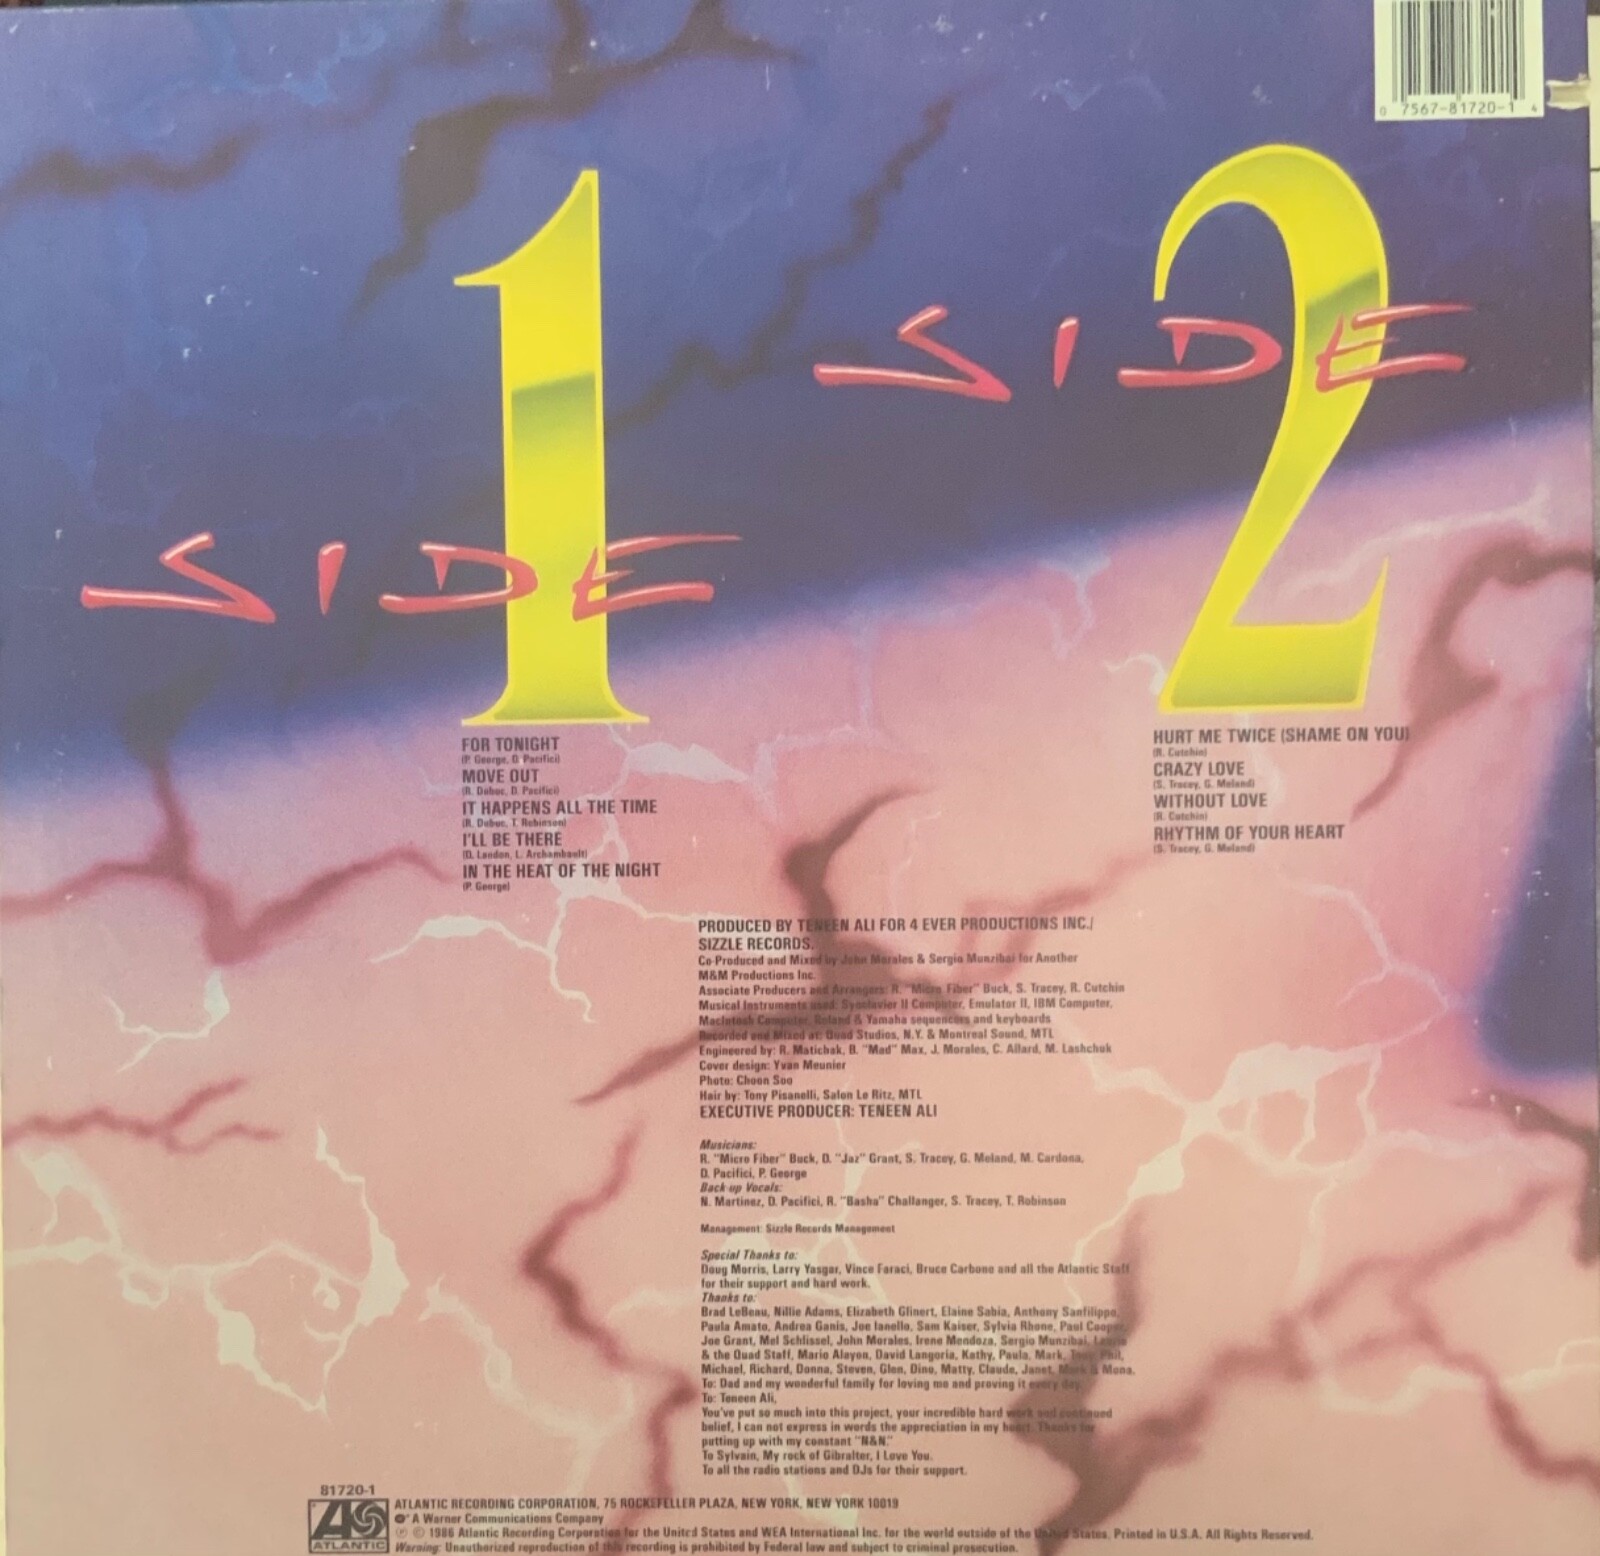 0 7567-81720-1 4
SIDE 1
SIDE 2
FOR TONIGHT
(P. George, D. Pacifici)
MOVE OUT
(R. Dubuc, D. Pacifici)
IT HAPPENS ALL THE TIME
(R. Dubuc, T. Robinson)
I'LL BE THERE
(D. Landon, L. Archambault)
IN THE HEAT OF THE NIGHT
(P. George)
HURT ME TWICE (SHAME ON YOU)
(R. Cutchin)
CRAZY LOVE
(S. Tracey, G. Meland)
WITHOUT LOVE
(R. Cutchin)
RHYTHM OF YOUR HEART
(S. Tracey, G. Meland)
PRODUCED BY TENEEN ALI FOR 4 EVER PRODUCTIONS INC./
SIZZLE RECORDS.
Co-Produced and Mixed by John Morales & Sergio Munzibai for Another
M&M Productions Inc.
Associate Producers and Arrangers: R. "Micro Fiber" Buck, S. Tracey, R. Cutchin
Musical Instruments used: Synclavier II Computer, Emulator II, IBM Computer,
Macintosh Computer, Roland & Yamaha sequencers and keyboards
Recorded and Mixed at: Quad Studios, N.Y. & Montreal Sound, MTL
Engineered by: R. Matichak, B. "Mad" Max, J. Morales, C. Allard, M. Lashchuk
Cover design: Yvan Meunier
Photo: Choon Soo
Hair by: Tony Pisanelli, Salon Le Ritz, MTL
EXECUTIVE PRODUCER: TENEEN ALI
Musicians:
R. "Micro Fiber" Buck, D. "Jaz" Grant, S. Tracey, G. Meland, M. Cardona,
D. Pacifici, P. George
Back-up Vocals:
N. Martinez, D. Pacifici, R. "Basha" Challanger, S. Tracey, T. Robinson
Management: Sizzle Records Management
Special Thanks to:
Doug Morris, Larry Yasgar, Vince Faraci, Bruce Carbone and all the Atlantic Staff
for their support and hard work.
Thanks to:
Brad LeBeau, Nillie Adams, Elizabeth Glinert, Elaine Sabia, Anthony Sanfilippo,
Paula Amato, Andrea Ganis, Joe Ianello, Sam Kaiser, Sylvia Rhone, Paul Cooper,
Joe Grant, Mel Schlissel, John Morales, Irene Mendoza, Sergio Munzibai,
& the Quad Staff, Mario Alayon, David Langoria, Kathy, Paula, Mark, Tony, Phil,
Michael, Richard, Donna, Steven, Glen, Dino, Matty, Claude, Janet, Mark & Mona.
To: Dad and my wonderful family for loving me and proving it every day.
To: Teneen Ali,
You've put so much into this project, your incredible hard work and continued
belief, I can not express in words the appreciation in my heart. Thanks for
putting up with my constant "N&N."
To Sylvain, My rock of Gibralter, I Love You.
To all the radio stations and DJs for their support.
81720-1
ATLANTIC
ATLANTIC RECORDING CORPORATION, 75 ROCKEFELLER PLAZA, NEW YORK, NEW YORK 10019
A Warner Communications Company
℗ © 1986 Atlantic Recording Corporation for the United States and WEA International Inc. for the world outside of the United States. Printed in U.S.A. All Rights Reserved.
Warning: Unauthorized reproduction of this recording is prohibited by Federal law and subject to criminal prosecution.